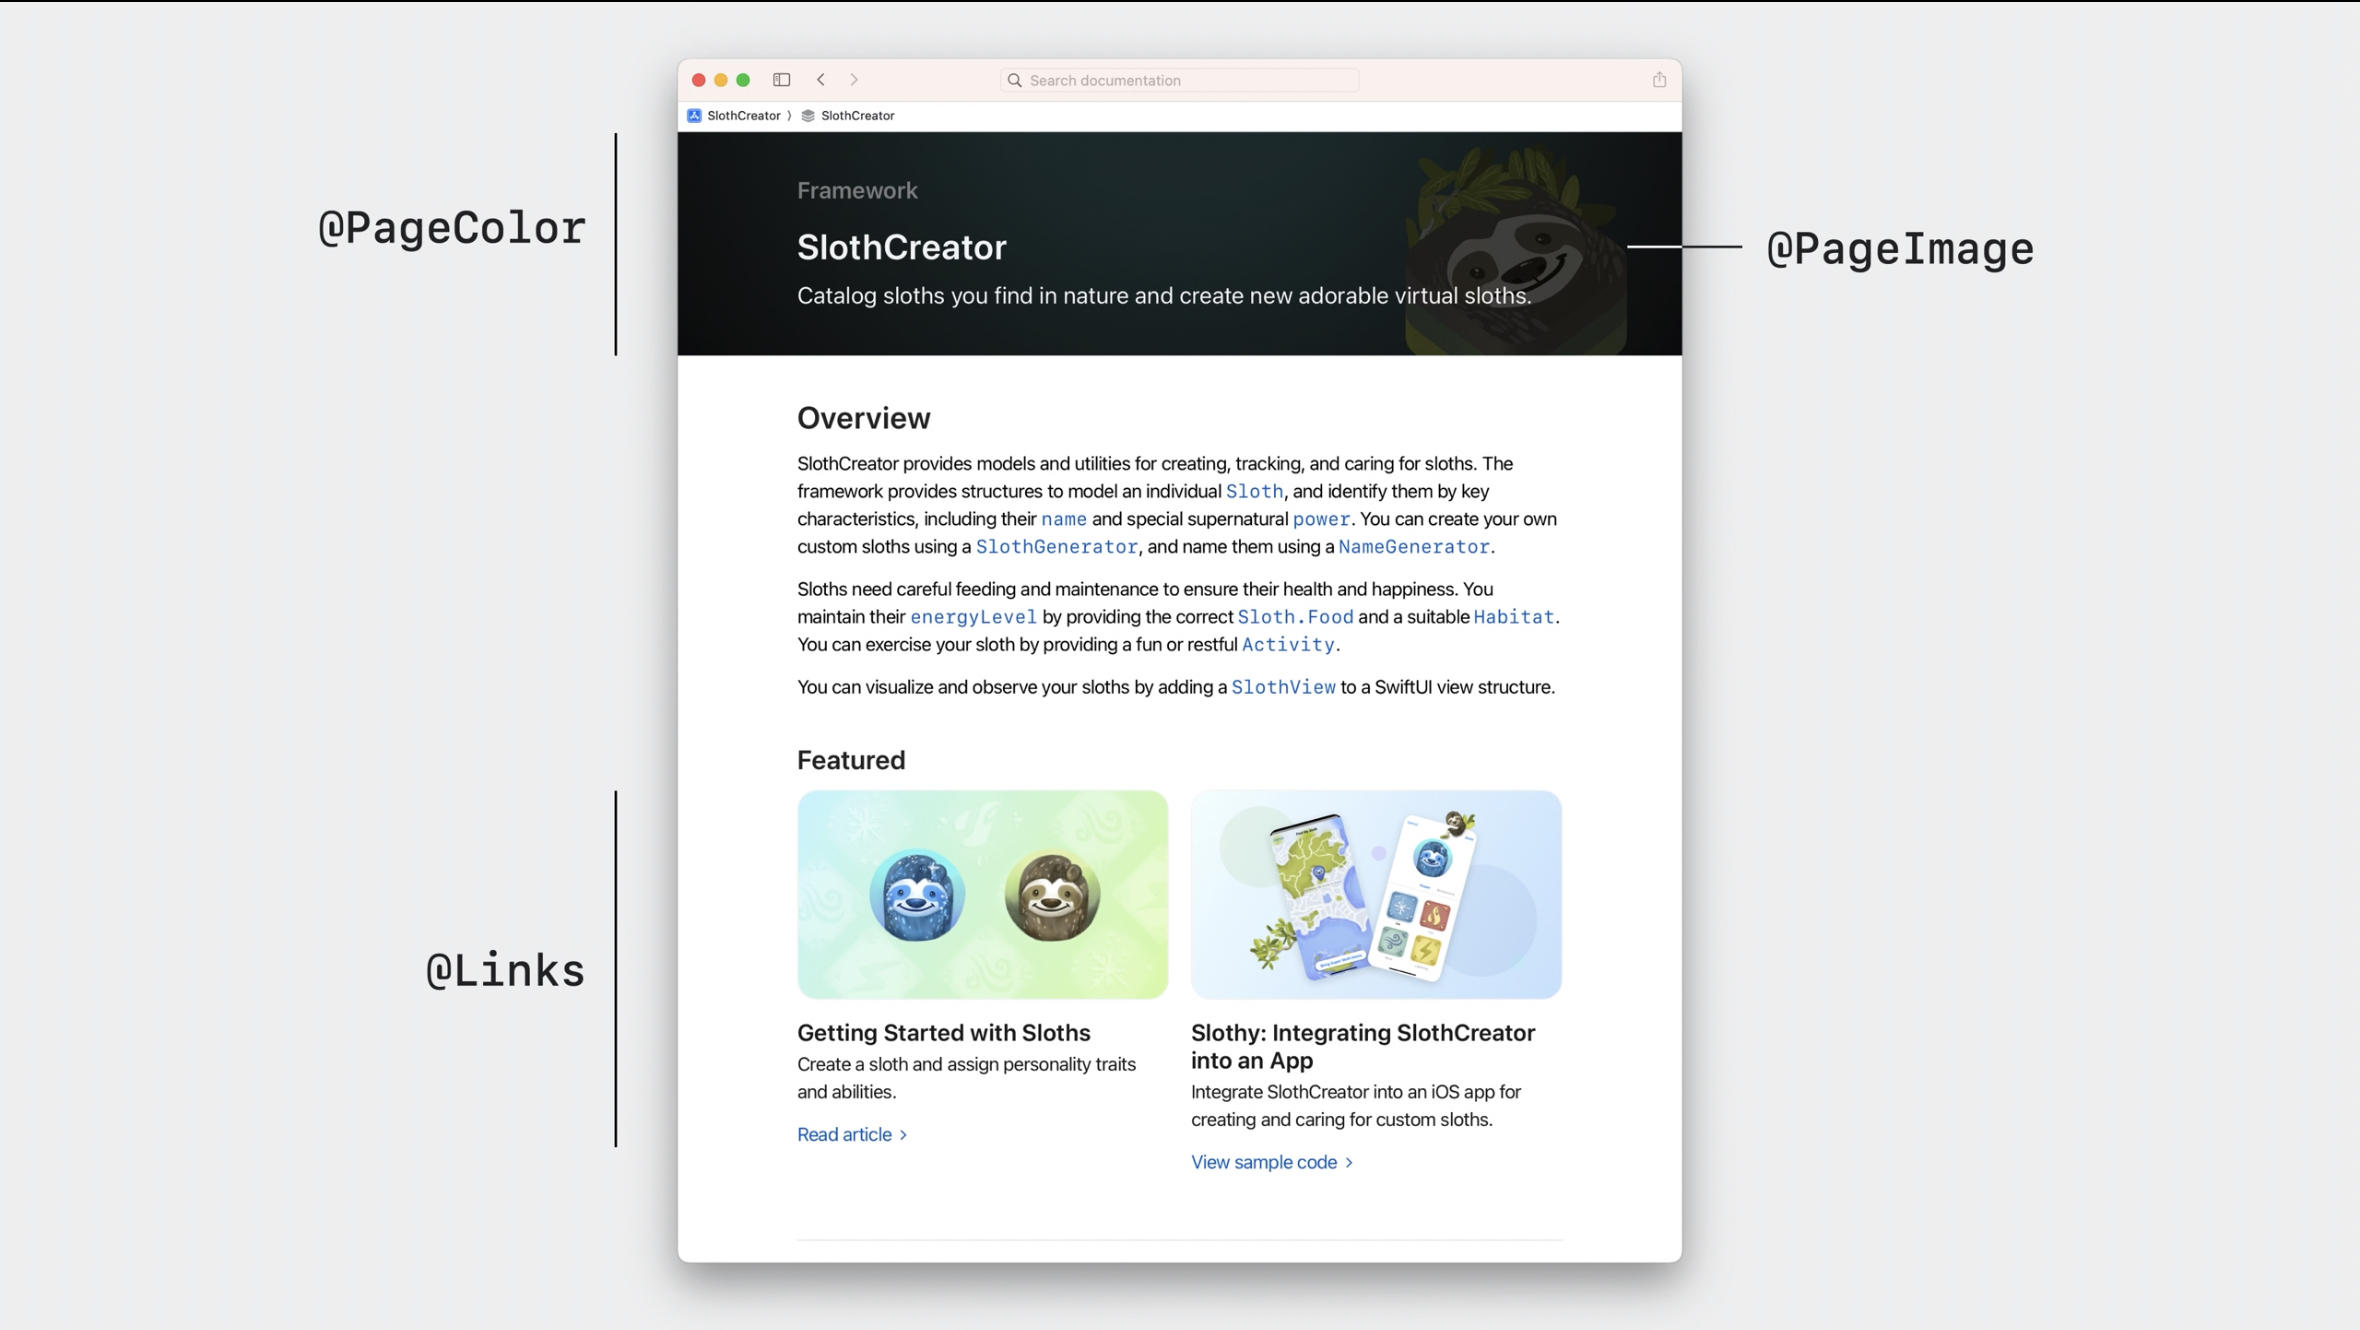 Search documentation
SlothCreator ⟩ SlothCreator
@PageColor
Framework
SlothCreator
Catalog sloths you find in nature and create new adorable virtual sloths.
@PageImage
Overview
SlothCreator provides models and utilities for creating, tracking, and caring for sloths. The
framework provides structures to model an individual Sloth, and identify them by key
characteristics, including their name and special supernatural power. You can create your own
custom sloths using a SlothGenerator, and name them using a NameGenerator.
Sloths need careful feeding and maintenance to ensure their health and happiness. You
maintain their energyLevel by providing the correct Sloth.Food and a suitable Habitat.
You can exercise your sloth by providing a fun or restful Activity.
You can visualize and observe your sloths by adding a SlothView to a SwiftUI view structure.
Featured
@Links
Getting Started with Sloths
Create a sloth and assign personality traits
and abilities.
Read article >
Slothy: Integrating SlothCreator
into an App
Integrate SlothCreator into an iOS app for
creating and caring for custom sloths.
View sample code >